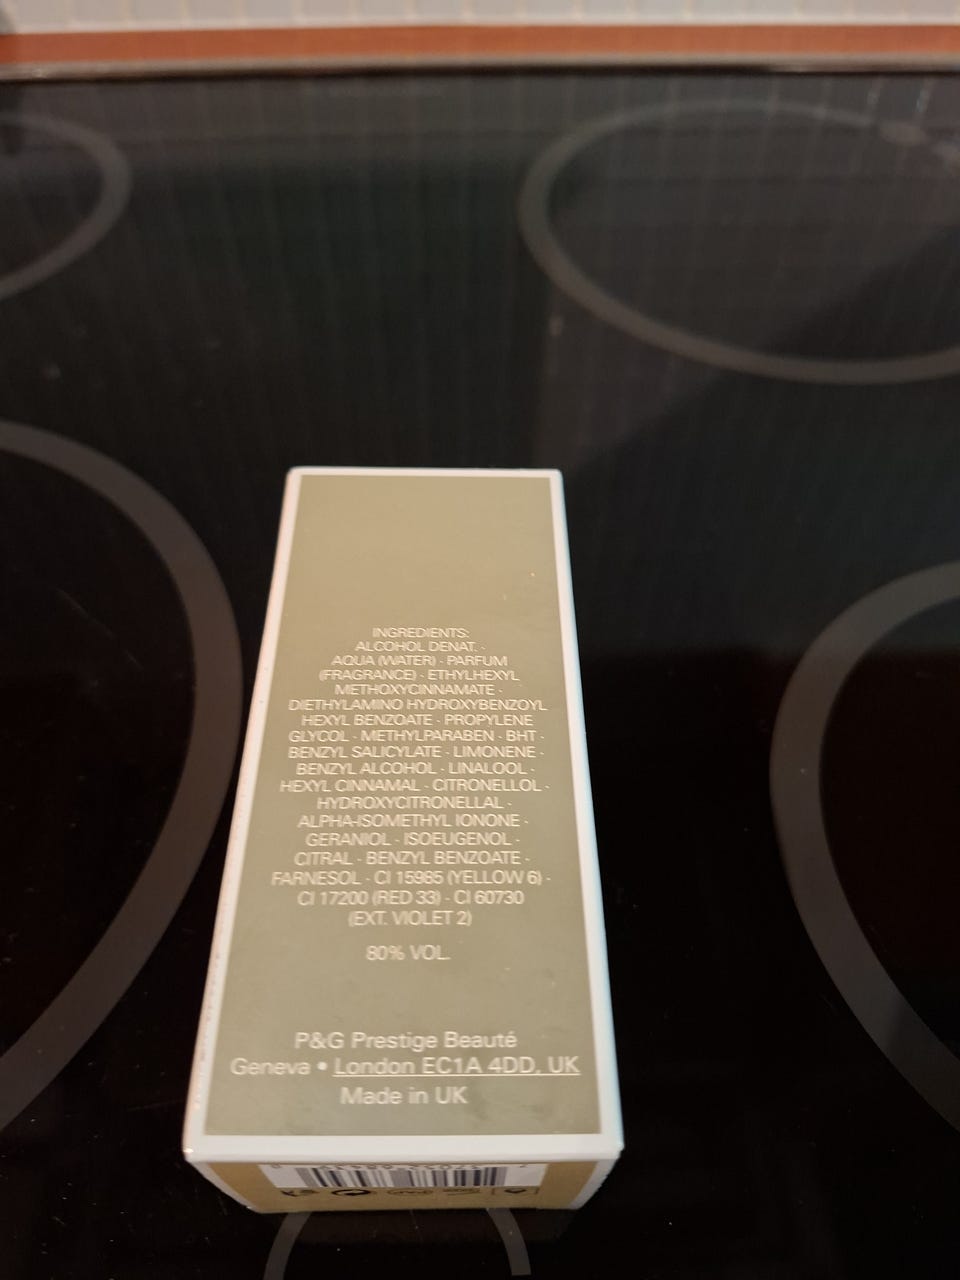 INGREDIENTS:
ALCOHOL DENAT. ·
AQUA (WATER) · PARFUM
(FRAGRANCE) · ETHYLHEXYL
METHOXYCINNAMATE ·
DIETHYLAMINO HYDROXYBENZOYL
HEXYL BENZOATE · PROPYLENE
GLYCOL · METHYLPARABEN · BHT ·
BENZYL SALICYLATE · LIMONENE ·
BENZYL ALCOHOL · LINALOOL ·
HEXYL CINNAMAL · CITRONELLOL ·
HYDROXYCITRONELLAL ·
ALPHA-ISOMETHYL IONONE ·
GERANIOL · ISOEUGENOL ·
CITRAL · BENZYL BENZOATE ·
FARNESOL · CI 15985 (YELLOW 6) ·
CI 17200 (RED 33) · CI 60730
(EXT. VIOLET 2)
80% VOL.
P&G Prestige Beauté
Geneva • London EC1A 4DD, UK
Made in UK